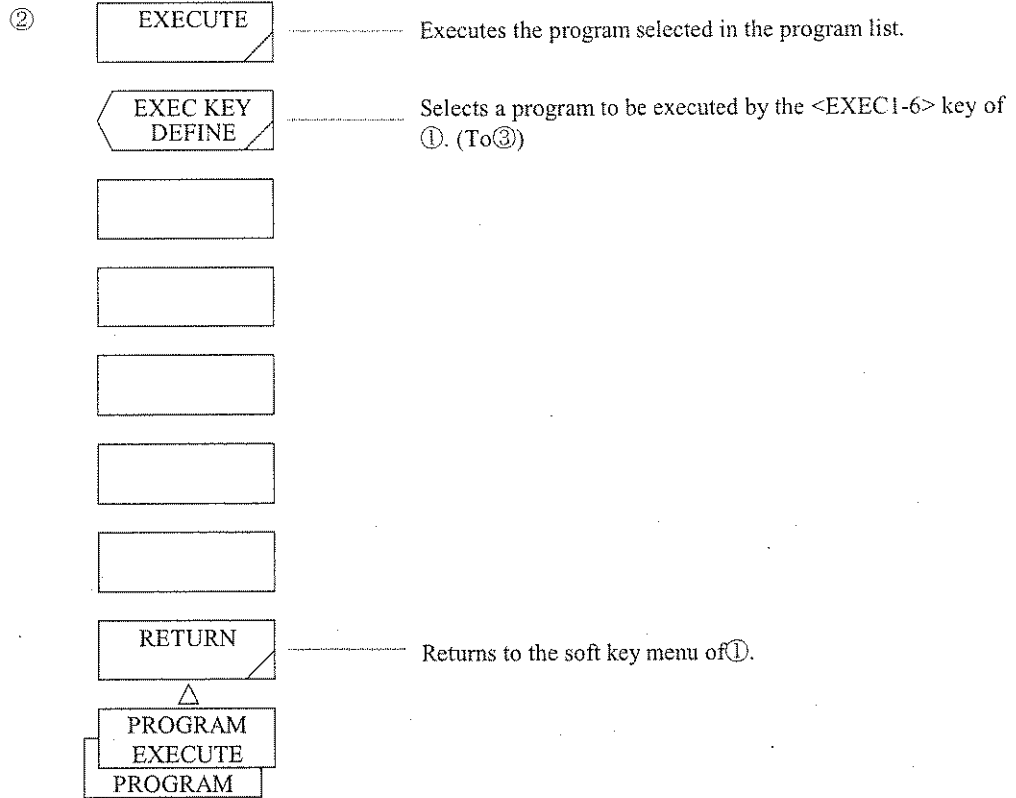 ②
EXECUTE
Executes the program selected in the program list.
EXEC KEY
DEFINE
Selects a program to be executed by the <EXEC1-6> key of
①. (To③)
RETURN
Returns to the soft key menu of①.
PROGRAM
EXECUTE
PROGRAM